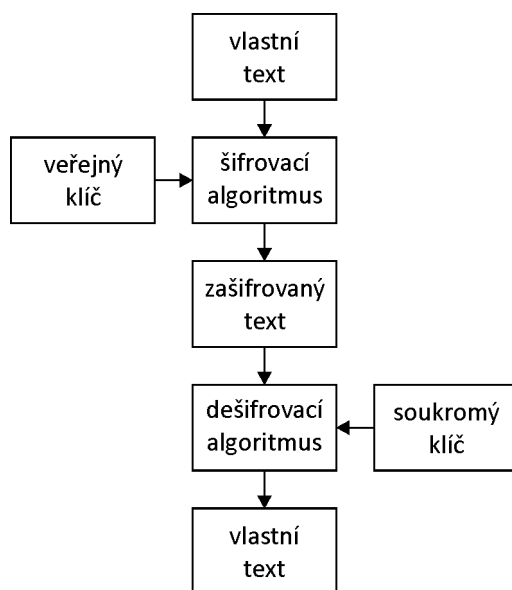 vlastní
text
veřejný
klíč
šifrovací
algoritmus
zašifrovaný
text
dešifrovací
algoritmus
soukromý
klíč
vlastní
text